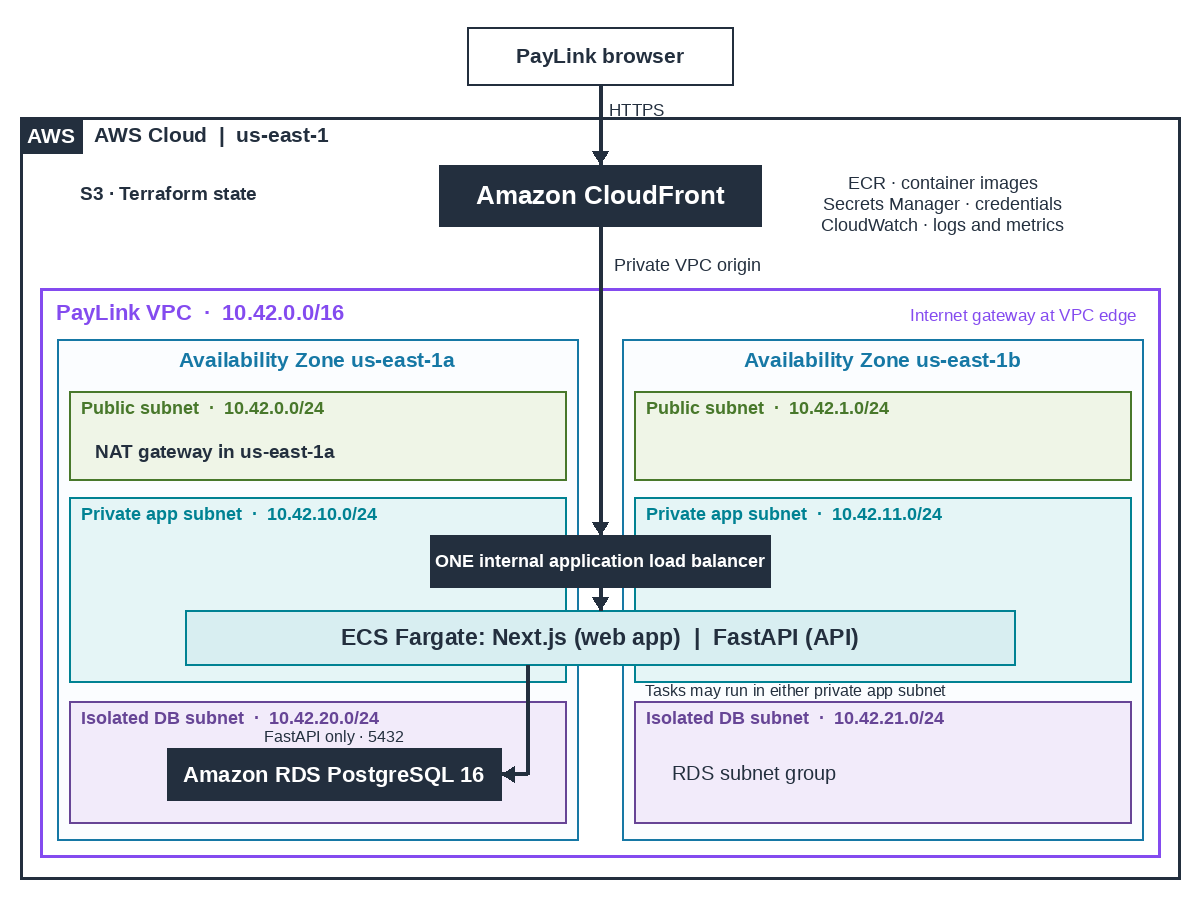 PayLink browser
HTTPS
AWS
AWS Cloud | us-east-1
S3 · Terraform state
Amazon CloudFront
ECR · container images
Secrets Manager · credentials
CloudWatch · logs and metrics
Private VPC origin
PayLink VPC · 10.42.0.0/16
Internet gateway at VPC edge
Availability Zone us-east-1a
Availability Zone us-east-1b
Public subnet · 10.42.0.0/24
Public subnet · 10.42.1.0/24
NAT gateway in us-east-1a
Private app subnet · 10.42.10.0/24
Private app subnet · 10.42.11.0/24
ONE internal application load balancer
ECS Fargate: Next.js (web app) | FastAPI (API)
Tasks may run in either private app subnet
Isolated DB subnet · 10.42.20.0/24
Isolated DB subnet · 10.42.21.0/24
FastAPI only · 5432
Amazon RDS PostgreSQL 16
RDS subnet group